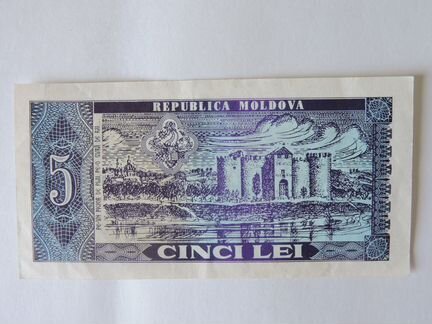 REPUBLICA MOLDOVA
5
CINCI LEI